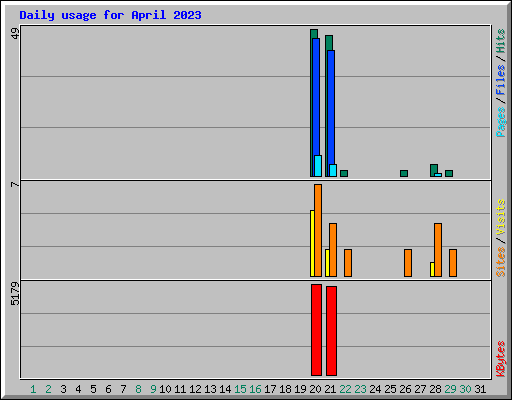 Daily usage for April 2023
49
7
5179
Pages/Files/Hits
Sites/Visits
KBytes
1 2 3 4 5 6 7 8 9 10 11 12 13 14 15 16 17 18 19 20 21 22 23 24 25 26 27 28 29 30 31